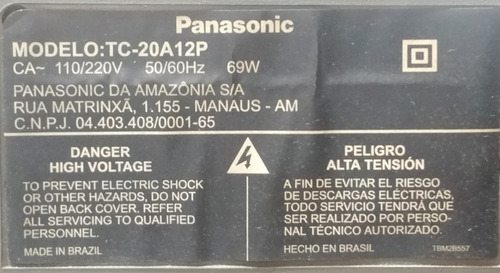 Panasonic
MODELO:TC-20A12P
CA~ 110/220V 50/60Hz 69W
PANASONIC DA AMAZÔNIA S/A
RUA MATRINXÃ, 1.155 - MANAUS - AM
C.N.P.J. 04.403.408/0001-65
DANGER
HIGH VOLTAGE
TO PREVENT ELECTRIC SHOCK
OR OTHER HAZARDS, DO NOT
OPEN BACK COVER. REFER
ALL SERVICING TO QUALIFIED
PERSONNEL.
MADE IN BRAZIL
PELIGRO
ALTA TENSIÓN
A FIN DE EVITAR EL RIESGO
DE DESCARGAS ELÉCTRICAS,
TODO SERVICIO TENDRÁ QUE
SER REALIZADO POR PERSO-
NAL TÉCNICO AUTORIZADO.
HECHO EN BRASIL
TBM2B557